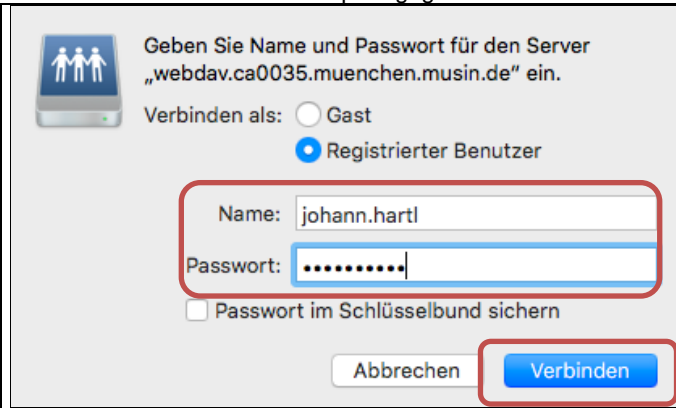 Geben Sie Name und Passwort für den Server
„webdav.ca0035.muenchen.musin.de“ ein.
Verbinden als: Gast
Registrierter Benutzer
Name: johann.hartl
Passwort: ••••••••••
Passwort im Schlüsselbund sichern
Abbrechen Verbinden